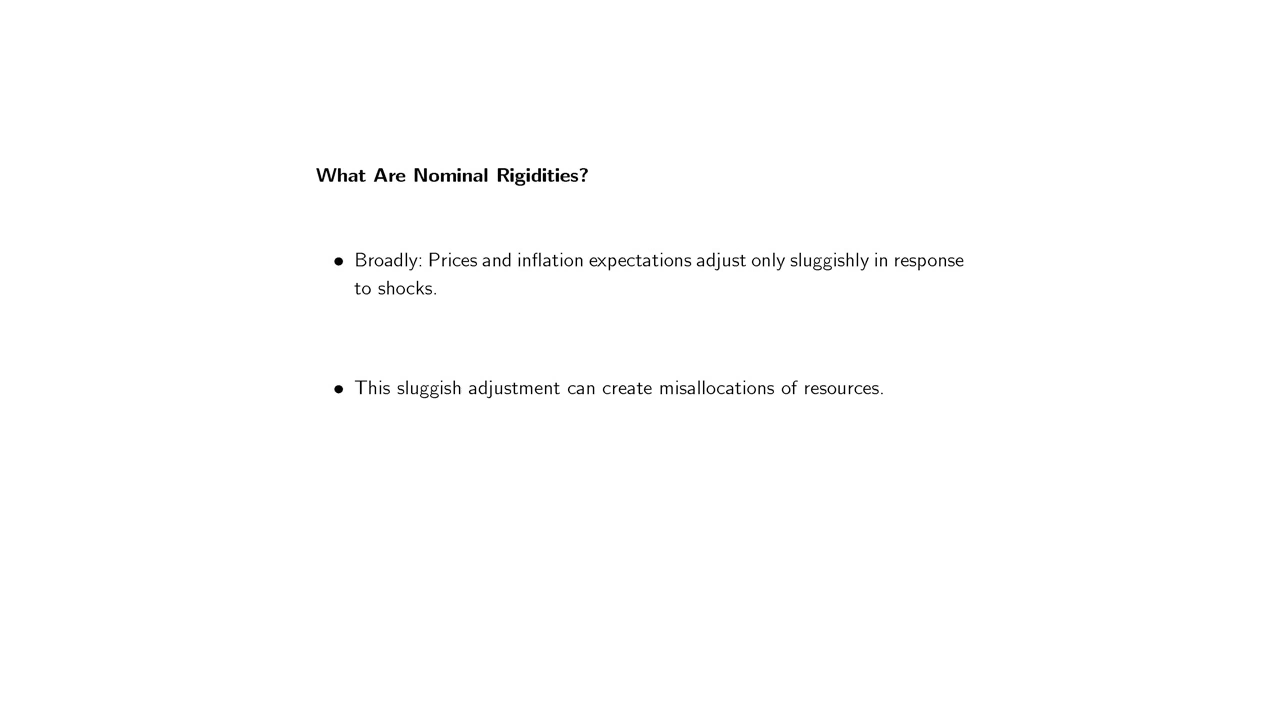 What Are Nominal Rigidities?
• Broadly: Prices and inflation expectations adjust only sluggishly in response
to shocks.
• This sluggish adjustment can create misallocations of resources.